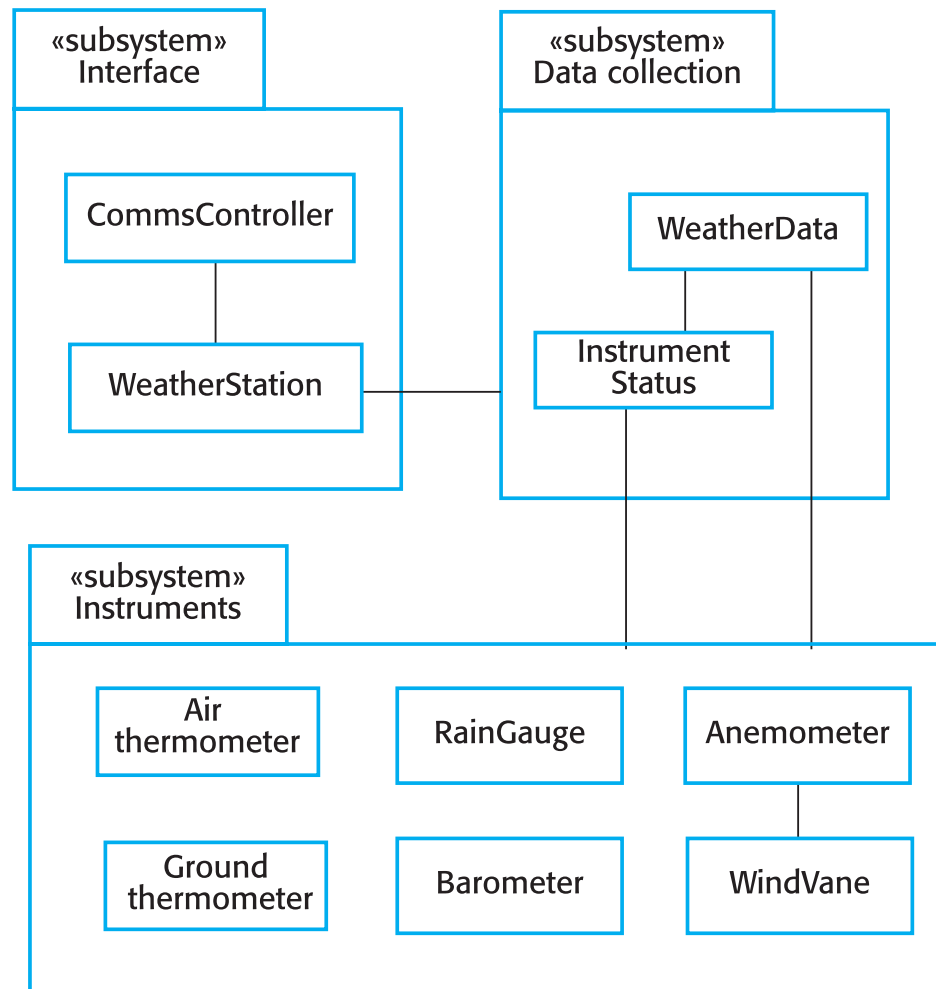 «subsystem»
Interface
CommsController
WeatherStation
«subsystem»
Data collection
WeatherData
Instrument
Status
«subsystem»
Instruments
Air
thermometer
RainGauge
Anemometer
Ground
thermometer
Barometer
WindVane